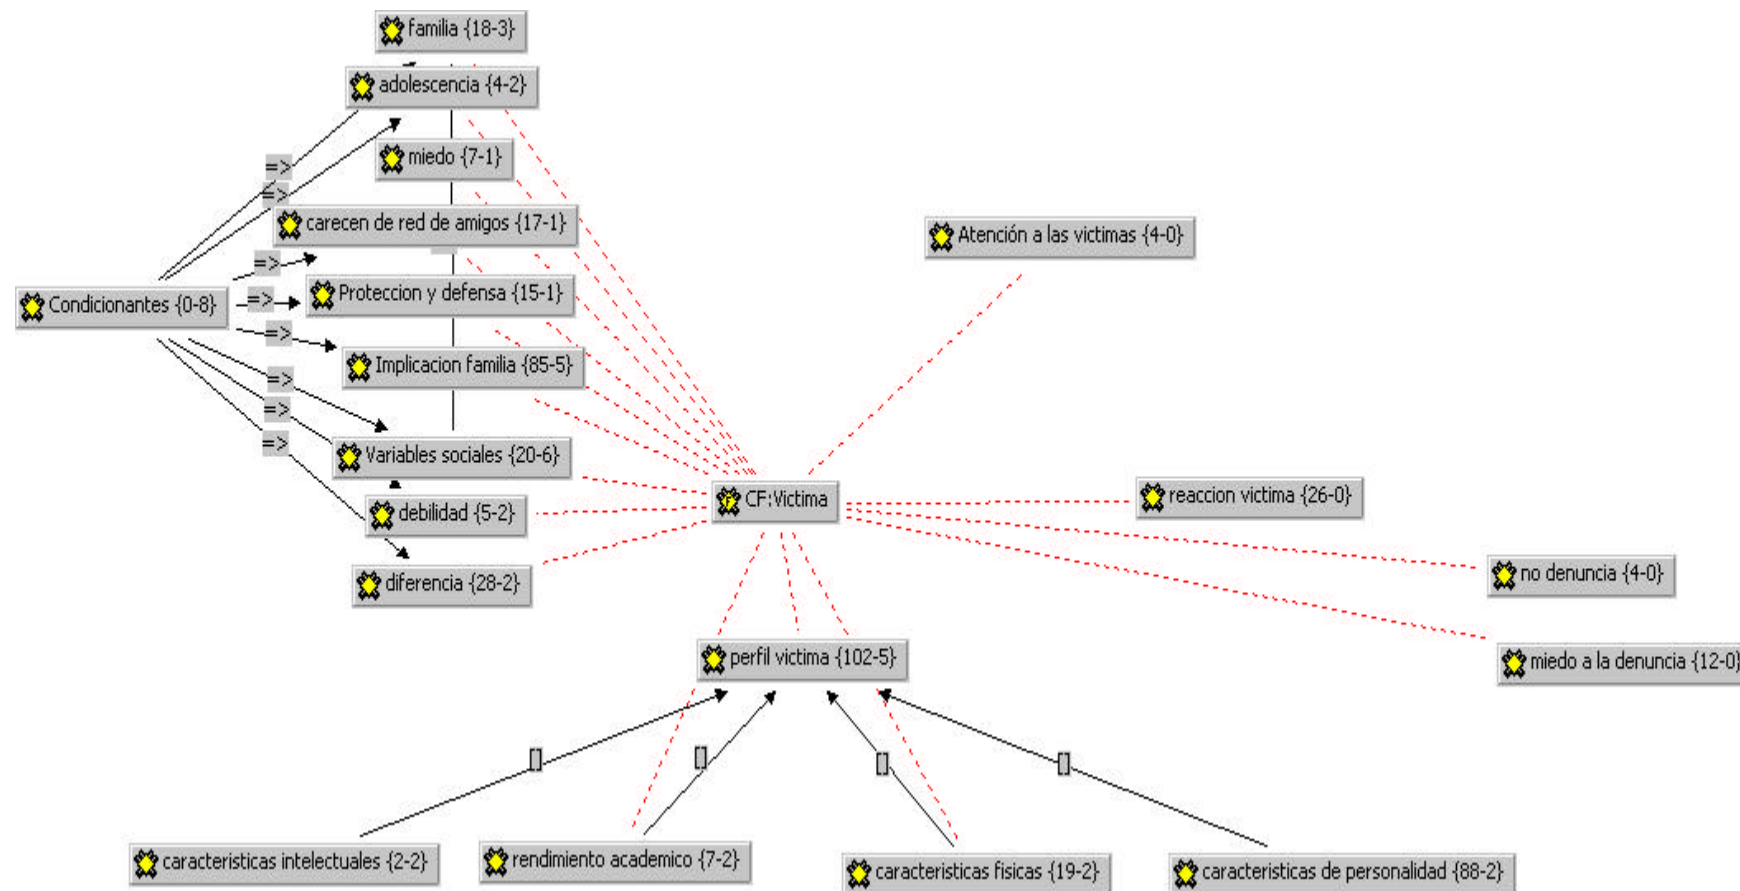 familia {18-3}
adolescencia {4-2}
miedo {7-1}
=>
=>
carecen de red de amigos {17-1}
Atención a las victimas {4-0}
=>
Condicionantes {0-8}
=>
Proteccion y defensa {15-1}
=>
Implicacion familia {85-5}
=>
=>
=>
Variables sociales {20-6}
CF:Victima
reaccion victima {26-0}
debilidad {5-2}
diferencia {28-2}
no denuncia {4-0}
perfil victima {102-5}
miedo a la denuncia {12-0}
[]
[]
[]
[]
caracteristicas intelectuales {2-2}
rendimiento academico {7-2}
caracteristicas fisicas {19-2}
caracteristicas de personalidad {88-2}